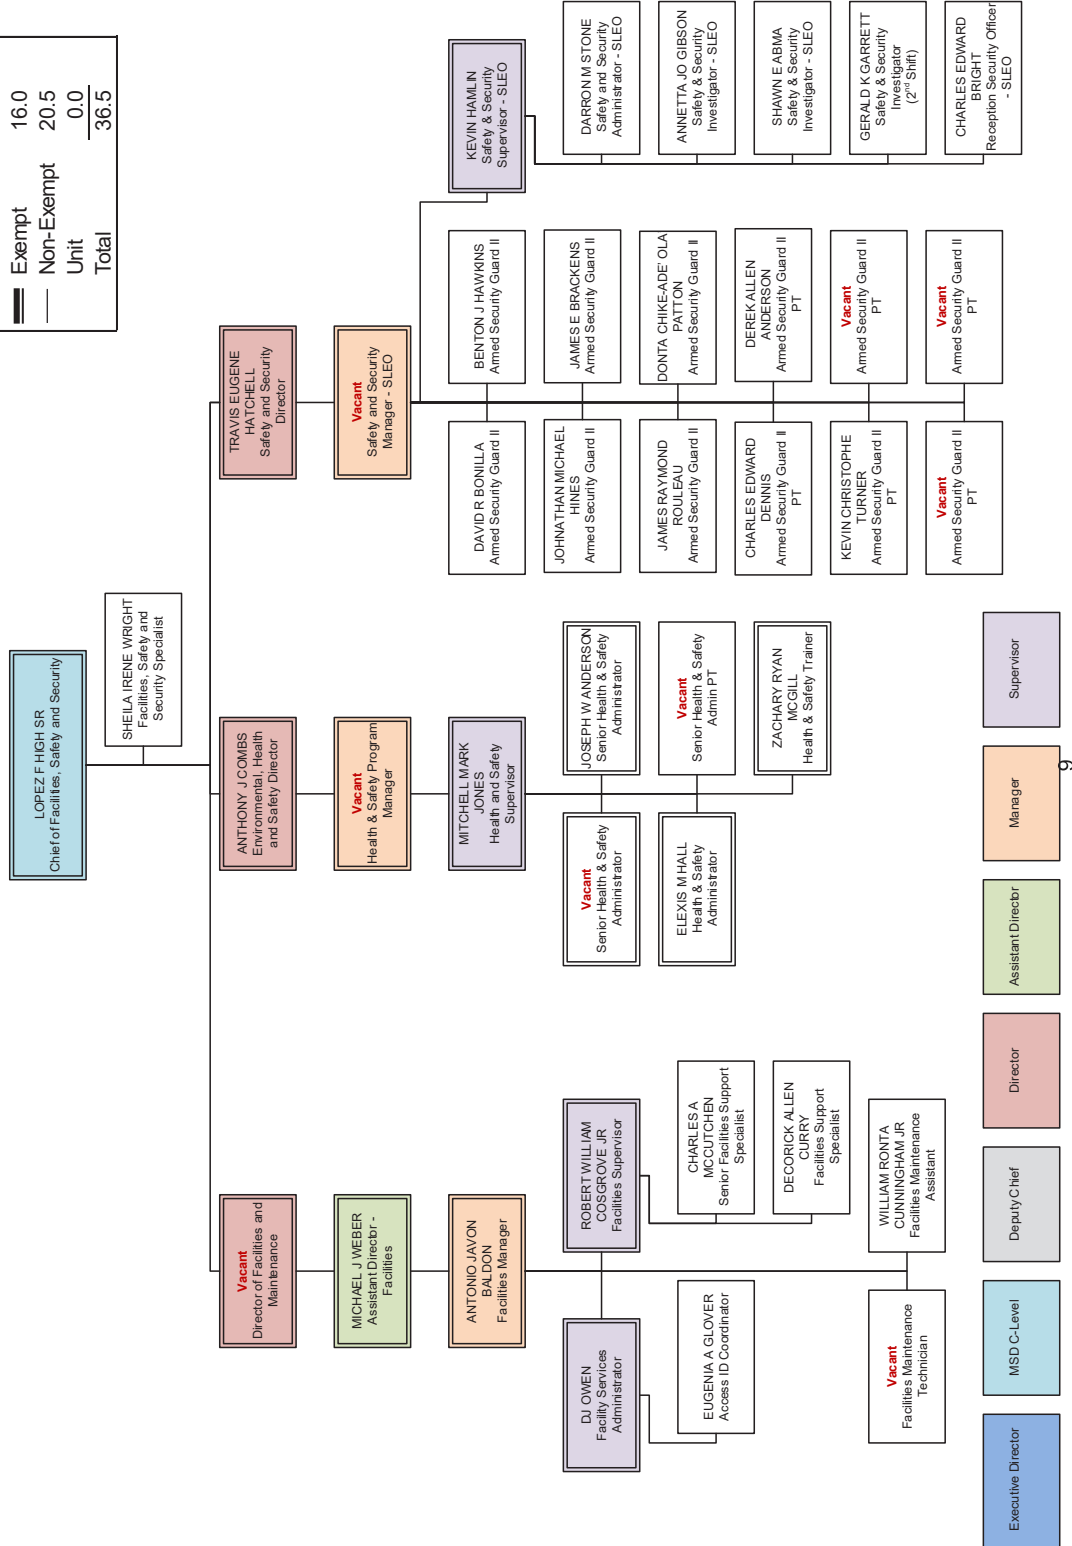 Exempt 16.0
Non-Exempt 20.5
Unit 0.0
Total 36.5
LOPEZ F HIGH SR
Chief of Facilities, Safety and Security
SHEILA IRENE WRIGHT
Facilities, Safety and
Security Specialist
Vacant
Director of Facilities and
Maintenance
MICHAEL J WEBER
Assistant Director -
Facilities
ANTONIO JAVON
BALDON
Facilities Manager
DJ OWEN
Facility Services
Administrator
EUGENIA A GLOVER
Access ID Coordinator
ROBERT WILLIAM
COSGROVE JR
Facilities Supervisor
CHARLES A
MCCUTCHEN
Senior Facilities Support
Specialist
DECORICK ALLEN
CURRY
Facilities Support
Specialist
Vacant
Facilities Maintenance
Technician
WILLIAM RONTA
CUNNINGHAM JR
Facilities Maintenance
Assistant
ANTHONY J COMBS
Environmental, Health
and Safety Director
Vacant
Health & Safety Program
Manager
MITCHELL MARK
JONES
Health and Safety
Supervisor
Vacant
Senior Health & Safety
Administrator
JOSEPH W ANDERSON
Senior Health & Safety
Administrator
ELEXIS M HALL
Health & Safety
Administrator
Vacant
Senior Health & Safety
Admin PT
ZACHARY RYAN
MCGILL
Health & Safety Trainer
TRAVIS EUGENE
HATCHELL
Safety and Security
Director
Vacant
Safety and Security
Manager - SLEO
DAVID R BONILLA
Armed Security Guard II
BENTON J HAWKINS
Armed Security Guard II
JOHNATHAN MICHAEL
HINES
Armed Security Guard II
JAMES E BRACKENS
Armed Security Guard II
JAMES RAYMOND
ROULEAU
Armed Security Guard II
DONTA CHIKE-ADE' OLA
PATTON
Armed Security Guard II
CHARLES EDWARD
DENNIS
Armed Security Guard II
PT
DEREK ALLEN
ANDERSON
Armed Security Guard II
PT
KEVIN CHRISTOPHE
TURNER
Armed Security Guard II
PT
Vacant
Armed Security Guard II
PT
Vacant
Armed Security Guard II
PT
Vacant
Armed Security Guard II
PT
KEVIN HAMLIN
Safety & Security
Supervisor - SLEO
DARRON M STONE
Safety and Security
Administrator - SLEO
ANNETTA JO GIBSON
Safety & Security
Investigator - SLEO
SHAWN E ABMA
Safety & Security
Investigator - SLEO
GERALD K GARRETT
Safety & Security
Investigator
(2nd Shift)
CHARLES EDWARD
BRIGHT
Reception Security Officer
- SLEO
Executive Director
MSD C-Level
Deputy Chief
Director
Assistant Director
Manager
Supervisor
9